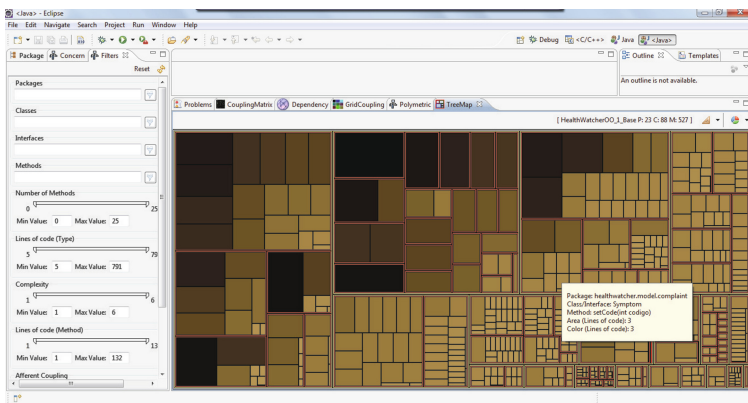 <Java> - Eclipse
File Edit Navigate Search Project Run Window Help
Debug <C/C++> Java <Java>
Package Concern Filters
Outline Templates
Reset
An outline is not available.
Packages
Classes
Interfaces
Methods
Number of Methods
0 25
Min Value: 0 Max Value: 25
Lines of code (Type)
5 79
Min Value: 5 Max Value: 791
Complexity
1 6
Min Value: 1 Max Value: 6
Lines of code (Method)
1 13
Min Value: 1 Max Value: 132
Afferent Coupling
Problems CouplingMatrix Dependency GridCoupling Polymetric TreeMap
[ HealthWatcherOO_1_Base P: 23 C: 88 M: 527 ]
Package: healthwatcher.model.complaint
Class/Interface: Symptom
Method: setCode(int codigo)
Area (Lines of code): 3
Color (Lines of code): 3